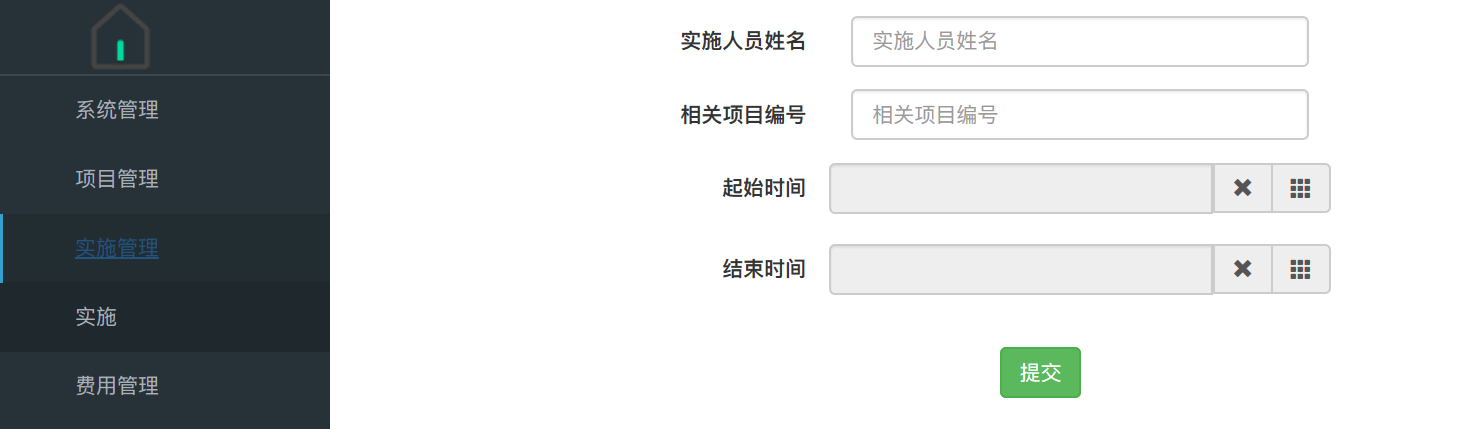 系统管理
项目管理
实施管理
实施
费用管理
实施人员姓名 实施人员姓名
相关项目编号 相关项目编号
起始时间
结束时间
提交